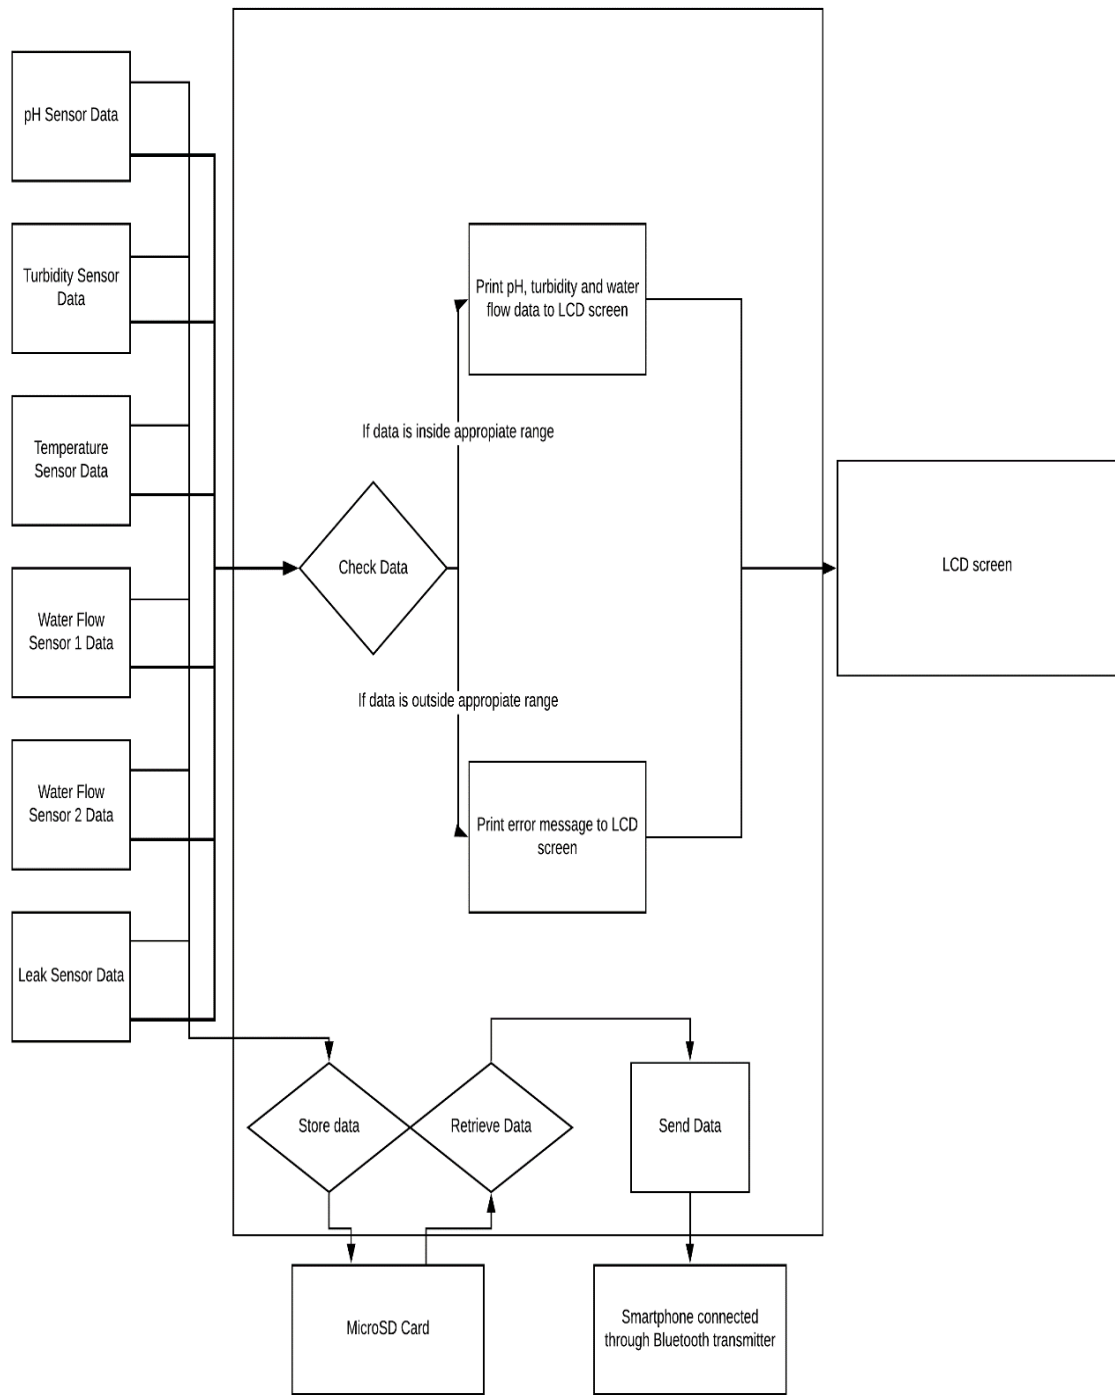 pH Sensor Data
Turbidity Sensor
Data
Temperature
Sensor Data
Water Flow
Sensor 1 Data
Water Flow
Sensor 2 Data
Leak Sensor Data
Print pH, turbidity and water
flow data to LCD screen
If data is inside appropiate range
Check Data
If data is outside appropiate range
Print error message to LCD
screen
LCD screen
Store data
Retrieve Data
Send Data
MicroSD Card
Smartphone connected
through Bluetooth transmitter